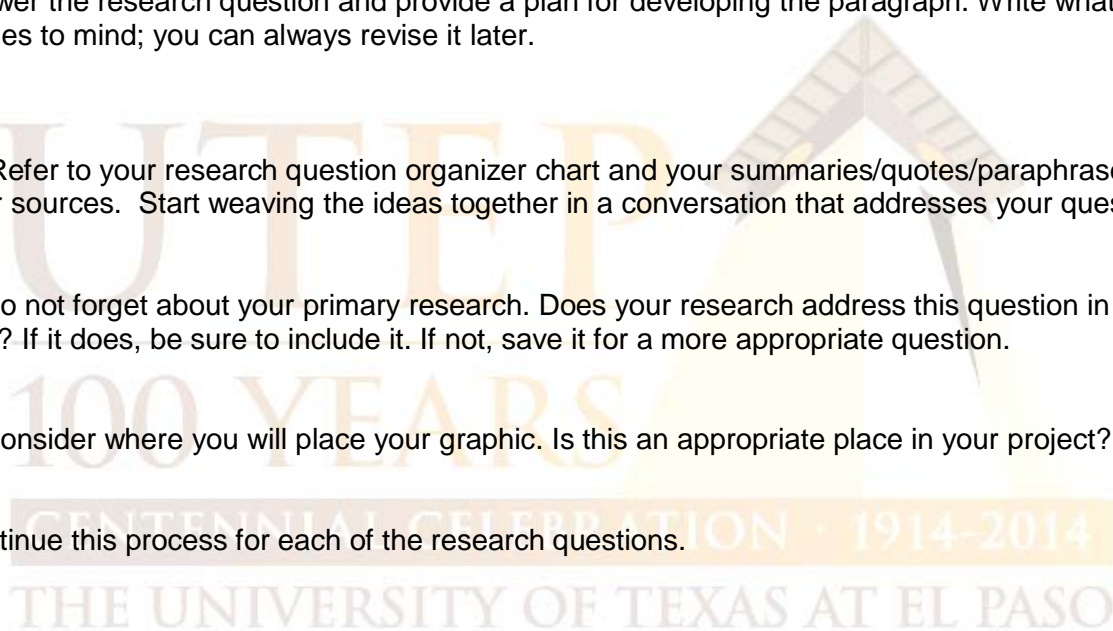 wer the research question and provide a plan for developing the paragraph. Write what
es to mind; you can always revise it later.
Refer to your research question organizer chart and your summaries/quotes/paraphrase
r sources. Start weaving the ideas together in a conversation that addresses your ques
o not forget about your primary research. Does your research address this question in
? If it does, be sure to include it. If not, save it for a more appropriate question.
onsider where you will place your graphic. Is this an appropriate place in your project?
tinue this process for each of the research questions.
UTEP
100 YEARS
CENTENNIAL CELEBRATION · 1914-2014
THE UNIVERSITY OF TEXAS AT EL PASO